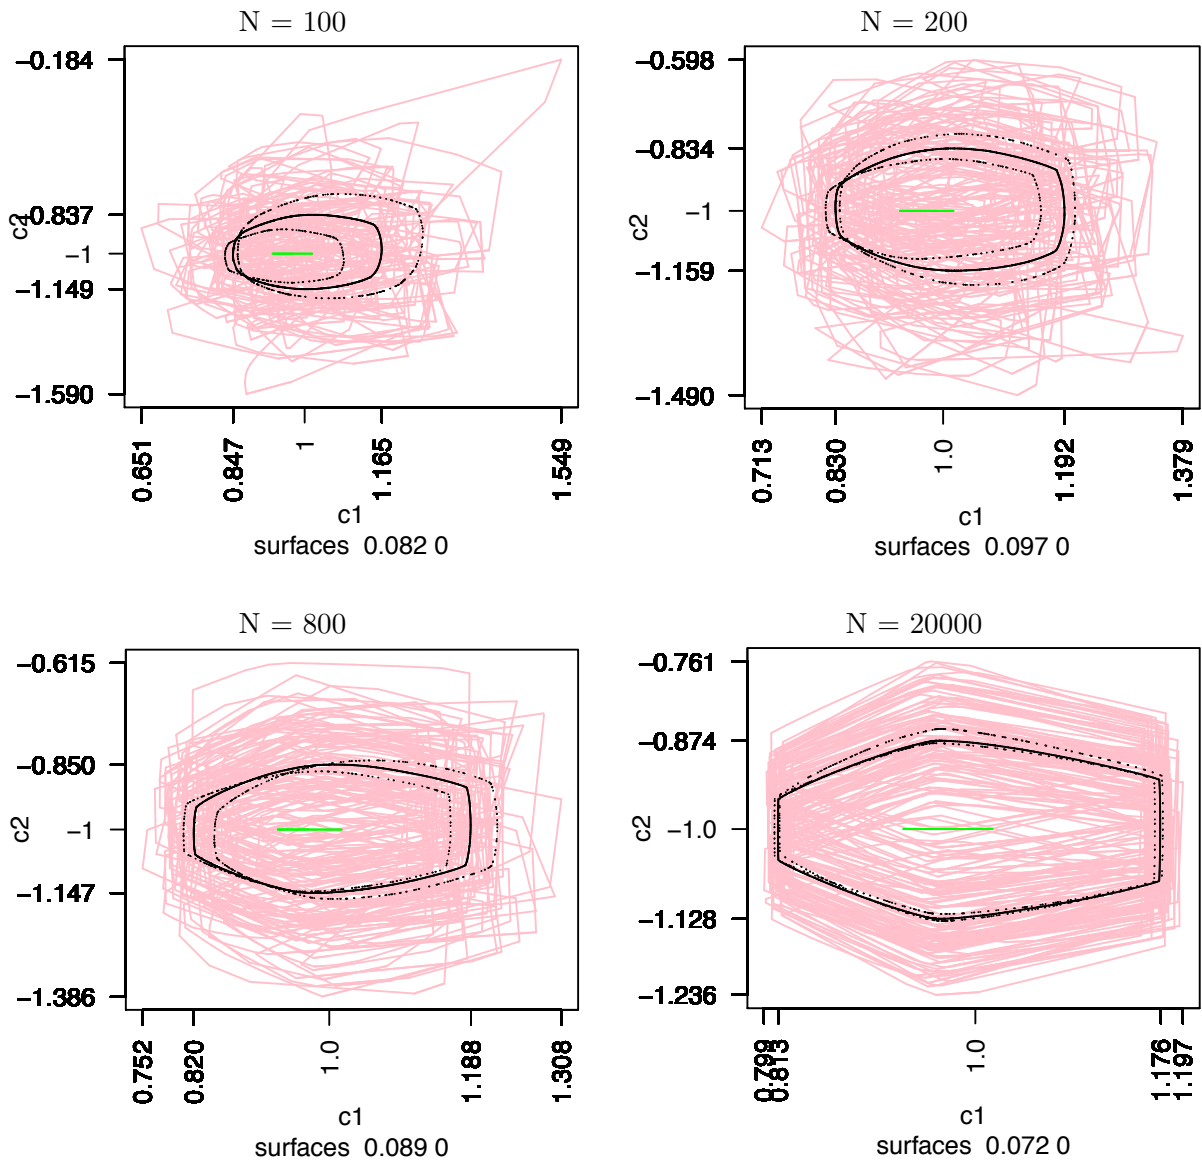 N = 100
−0.184
−0.837
c2
−1
−1.149
−1.590
0.651
0.847
1
1.165
1.549
c1
surfaces 0.082 0
N = 200
−0.598
−0.834
c2
−1
−1.159
−1.490
0.713
0.830
1.0
1.192
1.379
c1
surfaces 0.097 0
N = 800
−0.615
−0.850
c2
−1
−1.147
−1.386
0.752
0.820
1.0
1.188
1.308
c1
surfaces 0.089 0
N = 20000
−0.761
−0.874
c2
−1.0
−1.128
−1.236
0.799
0.813
1.0
1.176
1.197
c1
surfaces 0.072 0